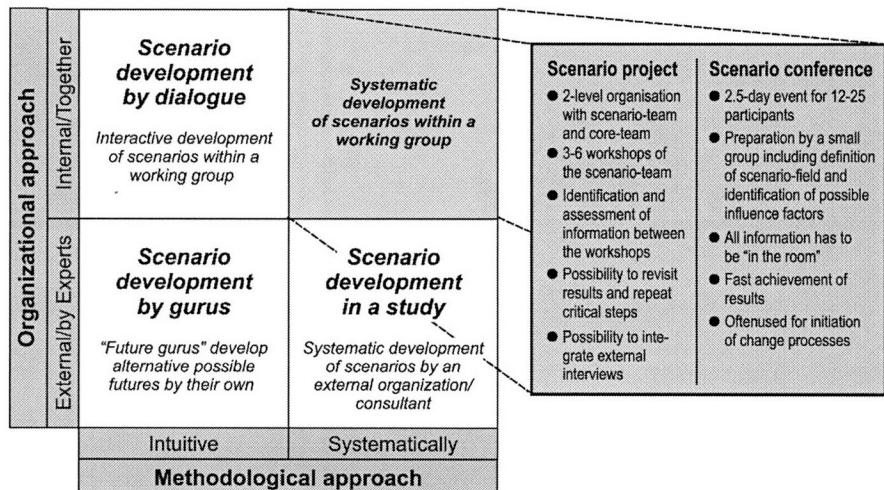 Organizational approach
Internal/Together
External/by Experts
Scenario
development
by dialogue
Interactive development
of scenarios within a
working group
Systematic
development
of scenarios within a
working group
Scenario
development
by gurus
"Future gurus" develop
alternative possible
futures by their own
Scenario
development
in a study
Systematic development
of scenarios by an
external organization/
consultant
Intuitive
Systematically
Methodological approach
Scenario project
● 2-level organisation
with scenario-team
and core-team
● 3-6 workshops of
the scenario-team
● Identification and
assessment of
information between
the workshops
● Possibility to revisit
results and repeat
critical steps
● Possibility to inte-
grate external
interviews
Scenario conference
● 2.5-day event for 12-25
participants
● Preparation by a small
group including definition
of scenario-field and
identification of possible
influence factors
● All information has to
be "in the room"
● Fast achievement of
results
● Oftenused for initiation
of change processes